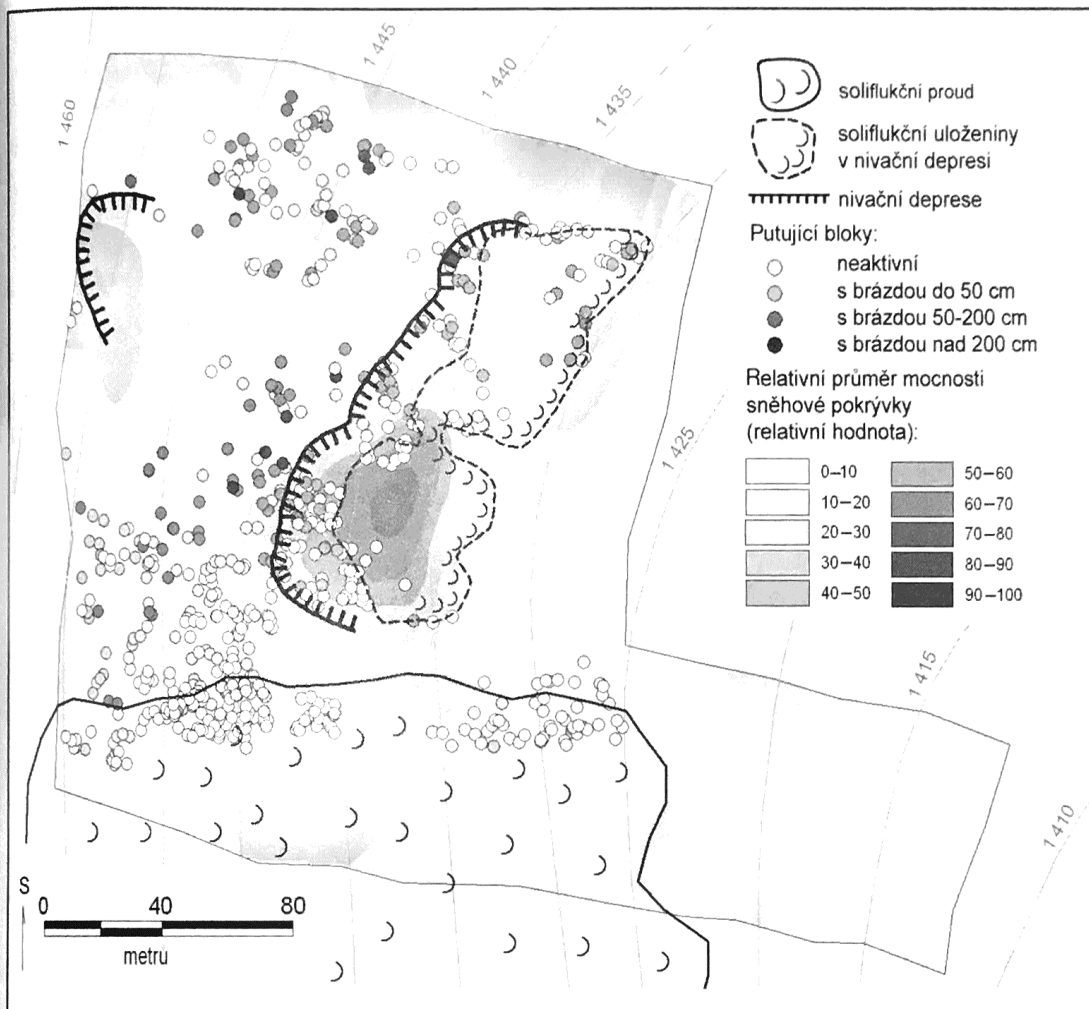 1 460
1 445
1 440
1 435
1 425
1 415
1 410
soliflukční proud
soliflukční uloženiny
v nivační depresi
nivační deprese
Putující bloky:
neaktivní
s brázdou do 50 cm
s brázdou 50-200 cm
s brázdou nad 200 cm
Relativní průměr mocnosti
sněhové pokrývky
(relativní hodnota):
0–10
10–20
20–30
30–40
40–50
50–60
60–70
70–80
80–90
90–100
S
0 40 80
metru